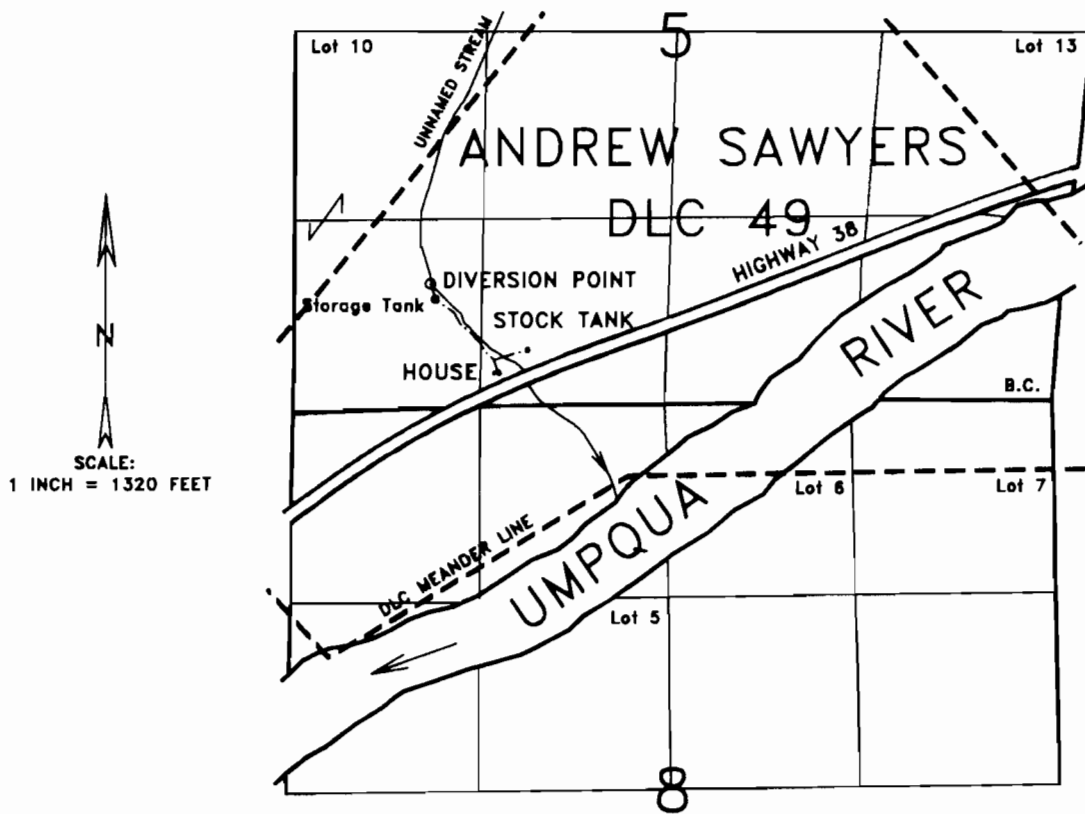 5
Lot 10
Lot 13
UNNAMED STREAM
ANDREW SAWYERS
DLC 49
HIGHWAY 38
DIVERSION POINT
Storage Tank
STOCK TANK
HOUSE
RIVER
B.C.
N
SCALE:
1 INCH = 1320 FEET
Lot 6
Lot 7
DLC MEANDER LINE
UMPQUA
Lot 5
8